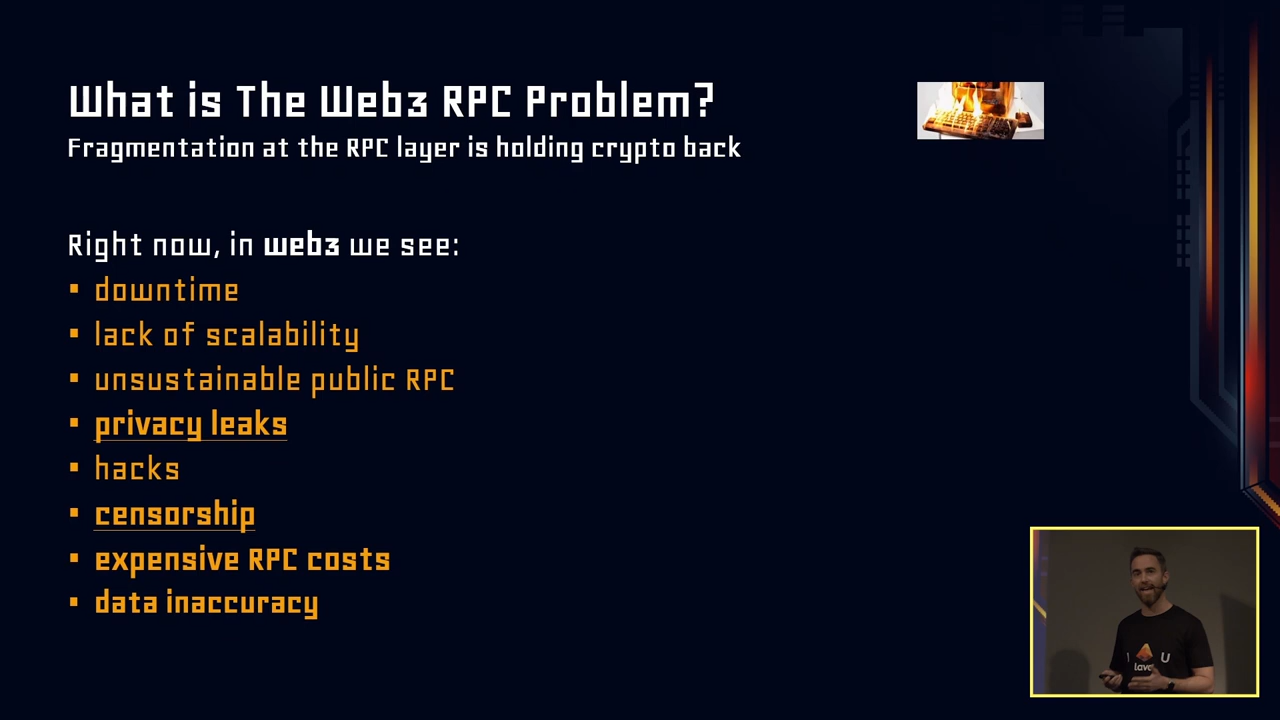 What is The Web3 RPC Problem?
Fragmentation at the RPC layer is holding crypto back
Right now, in web3 we see:
▪ downtime
▪ lack of scalability
▪ unsustainable public RPC
▪ privacy leaks
▪ hacks
▪ censorship
▪ expensive RPC costs
▪ data inaccuracy
I U